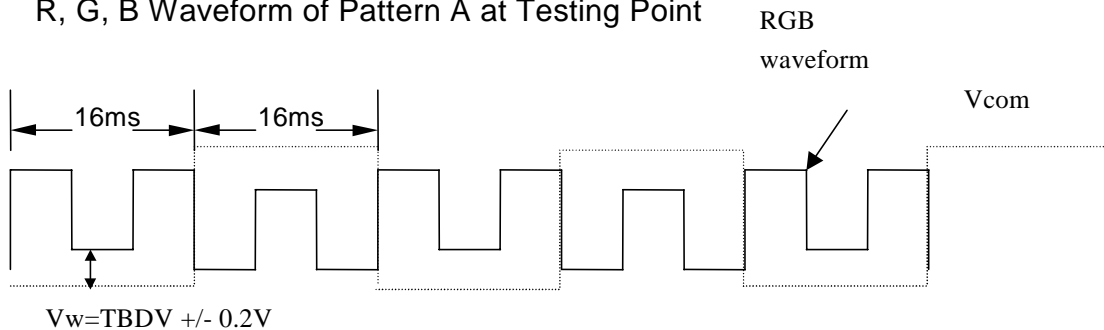 R, G, B Waveform of Pattern A at Testing Point
RGB
waveform
Vcom
16ms
16ms
Vw=TBDV +/- 0.2V